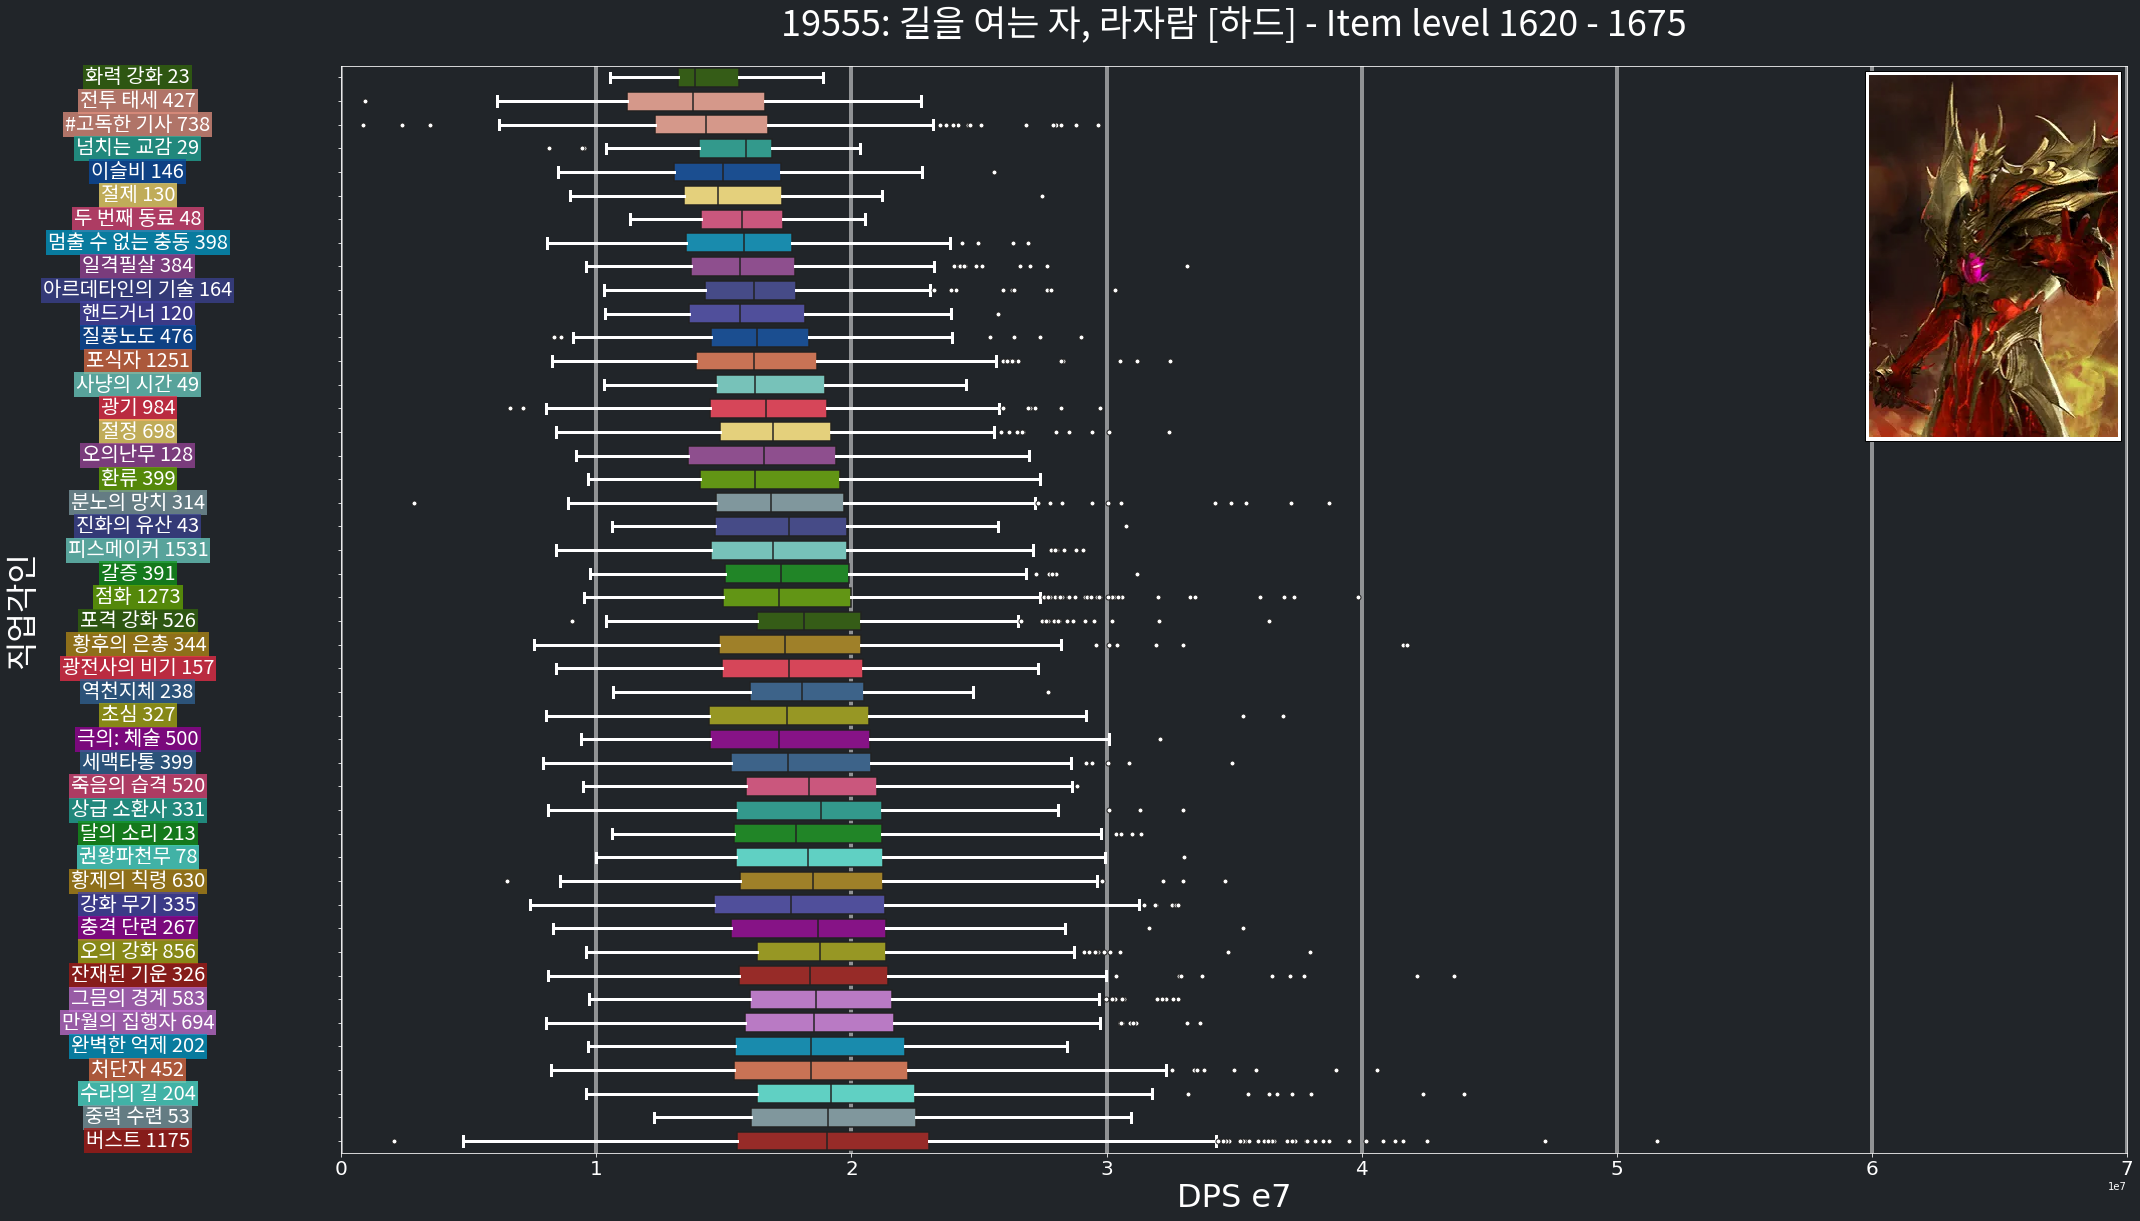 19555: 길을 여는 자, 라자람 [하드] - Item level 1620 - 1675
화력 강화 23
전투 태세 427
#고독한 기사 738
넘치는 교감 29
이슬비 146
절제 130
두 번째 동료 48
멈출 수 없는 충동 398
일격필살 384
아르데타인의 기술 164
핸드거너 120
질풍노도 476
포식자 1251
사냥의 시간 49
광기 984
절정 698
오의난무 128
환류 399
분노의 망치 314
진화의 유산 43
피스메이커 1531
갈증 391
점화 1273
포격 강화 526
황후의 은총 344
광전사의 비기 157
역천지체 238
초심 327
극의: 체술 500
세맥타통 399
죽음의 습격 520
상급 소환사 331
달의 소리 213
권왕파천무 78
황제의 칙령 630
강화 무기 335
충격 단련 267
오의 강화 856
잔재된 기운 326
그믐의 경계 583
만월의 집행자 694
완벽한 억제 202
처단자 452
수라의 길 204
중력 수련 53
버스트 1175
직업각인
0 1 2 3 4 5 6 7
DPS e7
1e7